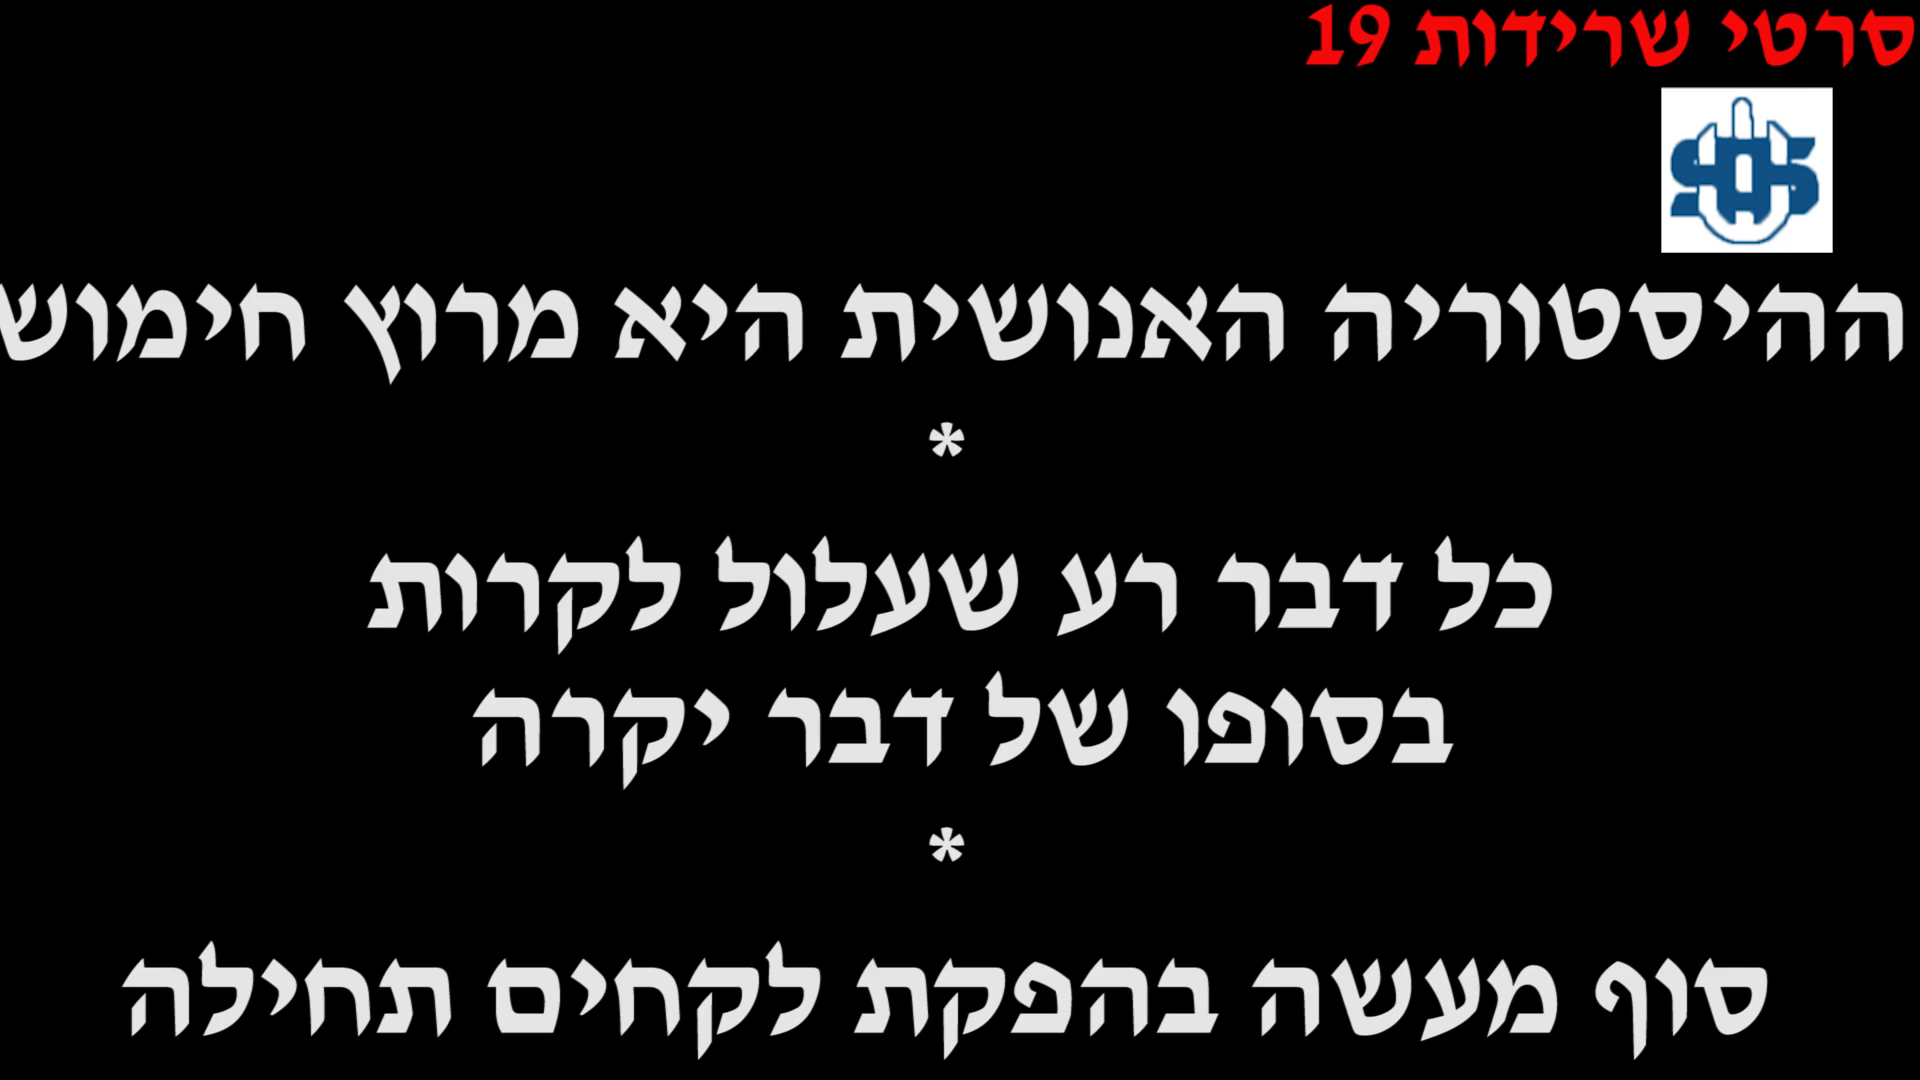 סרטי שרידות 19
SOS
ההיסטוריה האנושית היא מרוץ חימוש
*
כל דבר רע שעלול לקרות
בסופו של דבר יקרה
*
סוף מעשה בהפקת לקחים תחילה